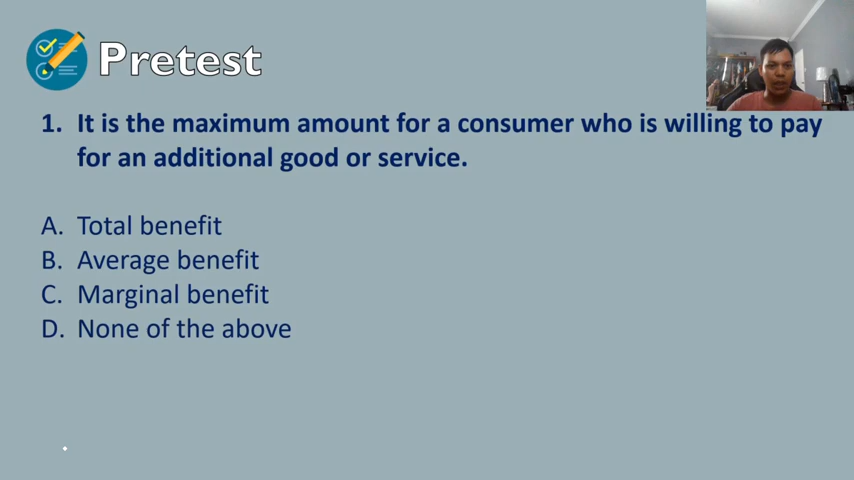 Pretest
1. It is the maximum amount for a consumer who is willing to pay
for an additional good or service.
A. Total benefit
B. Average benefit
C. Marginal benefit
D. None of the above